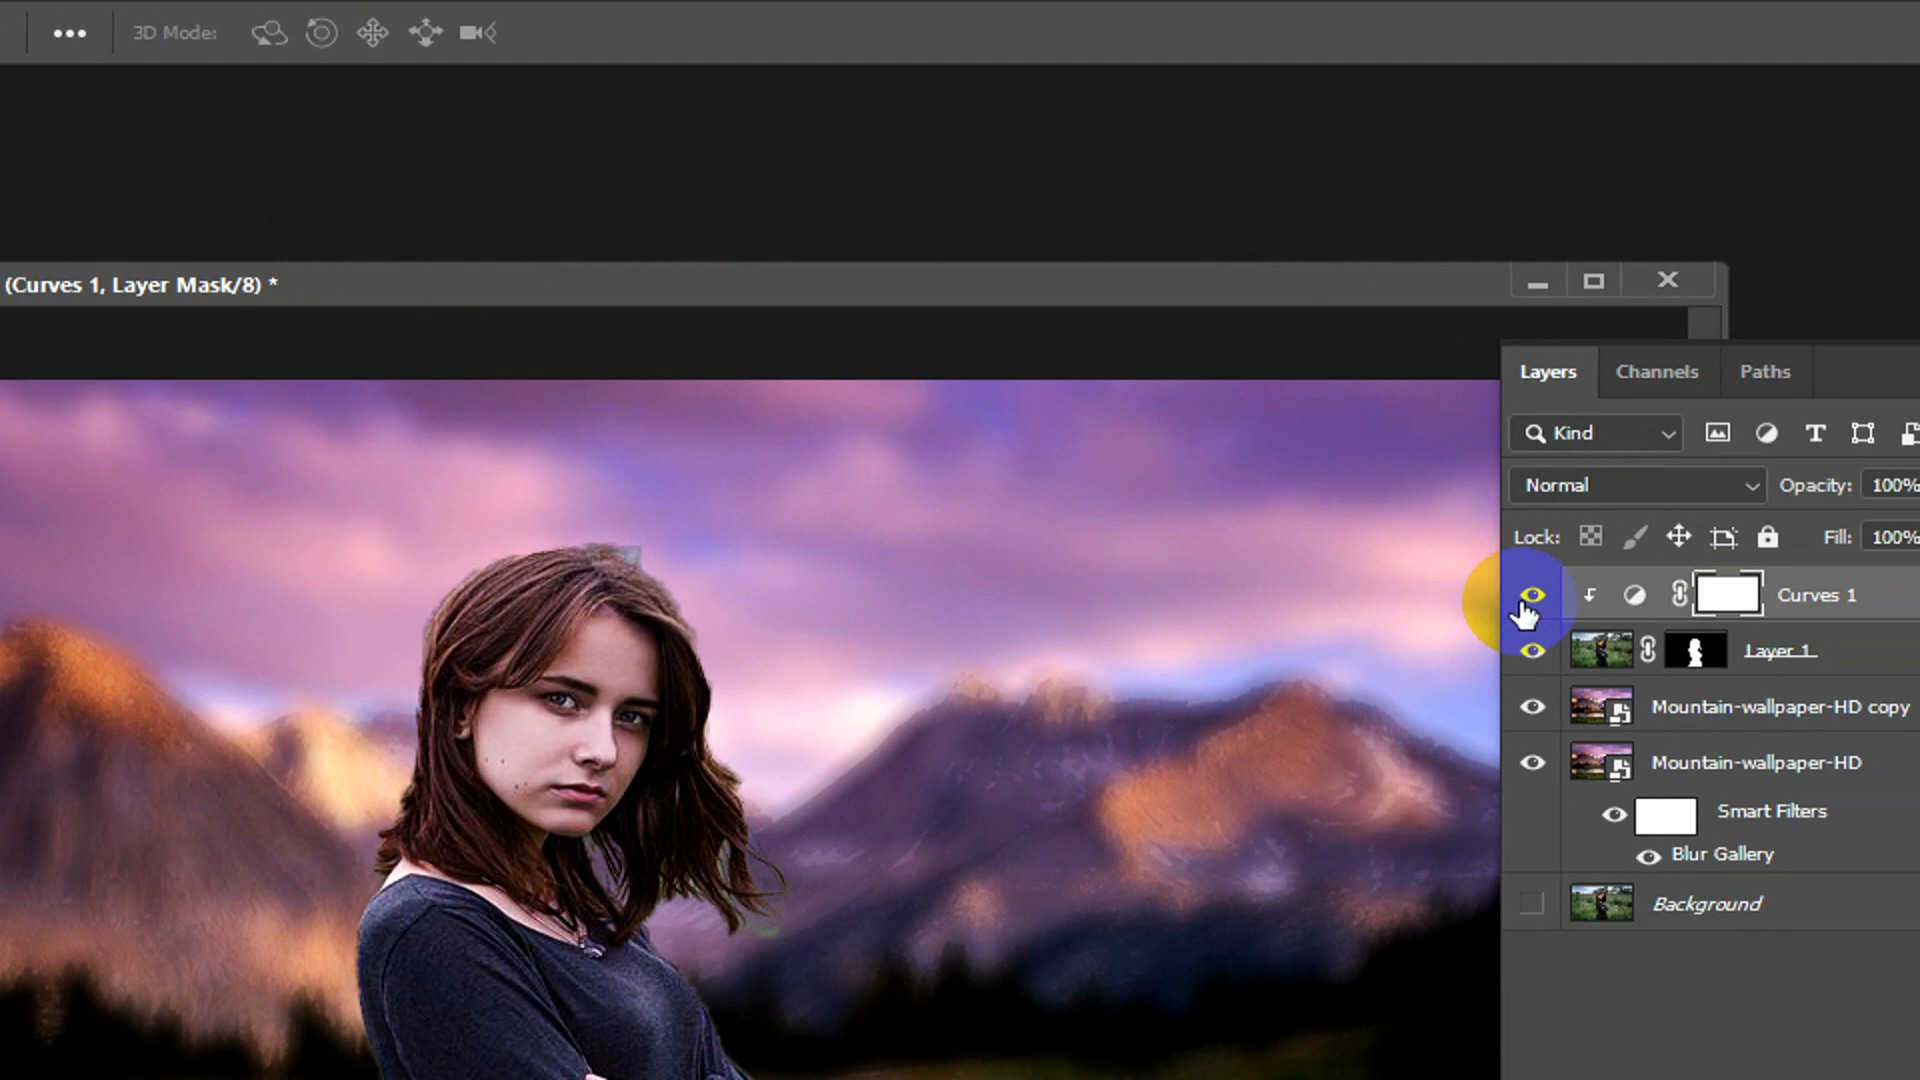 3D Mode:
(Curves 1, Layer Mask/8) *
Layers Channels Paths
Kind
Normal Opacity: 100%
Lock: Fill: 100%
Curves 1
Layer 1
Mountain-wallpaper-HD copy
Mountain-wallpaper-HD
Smart Filters
Blur Gallery
Background